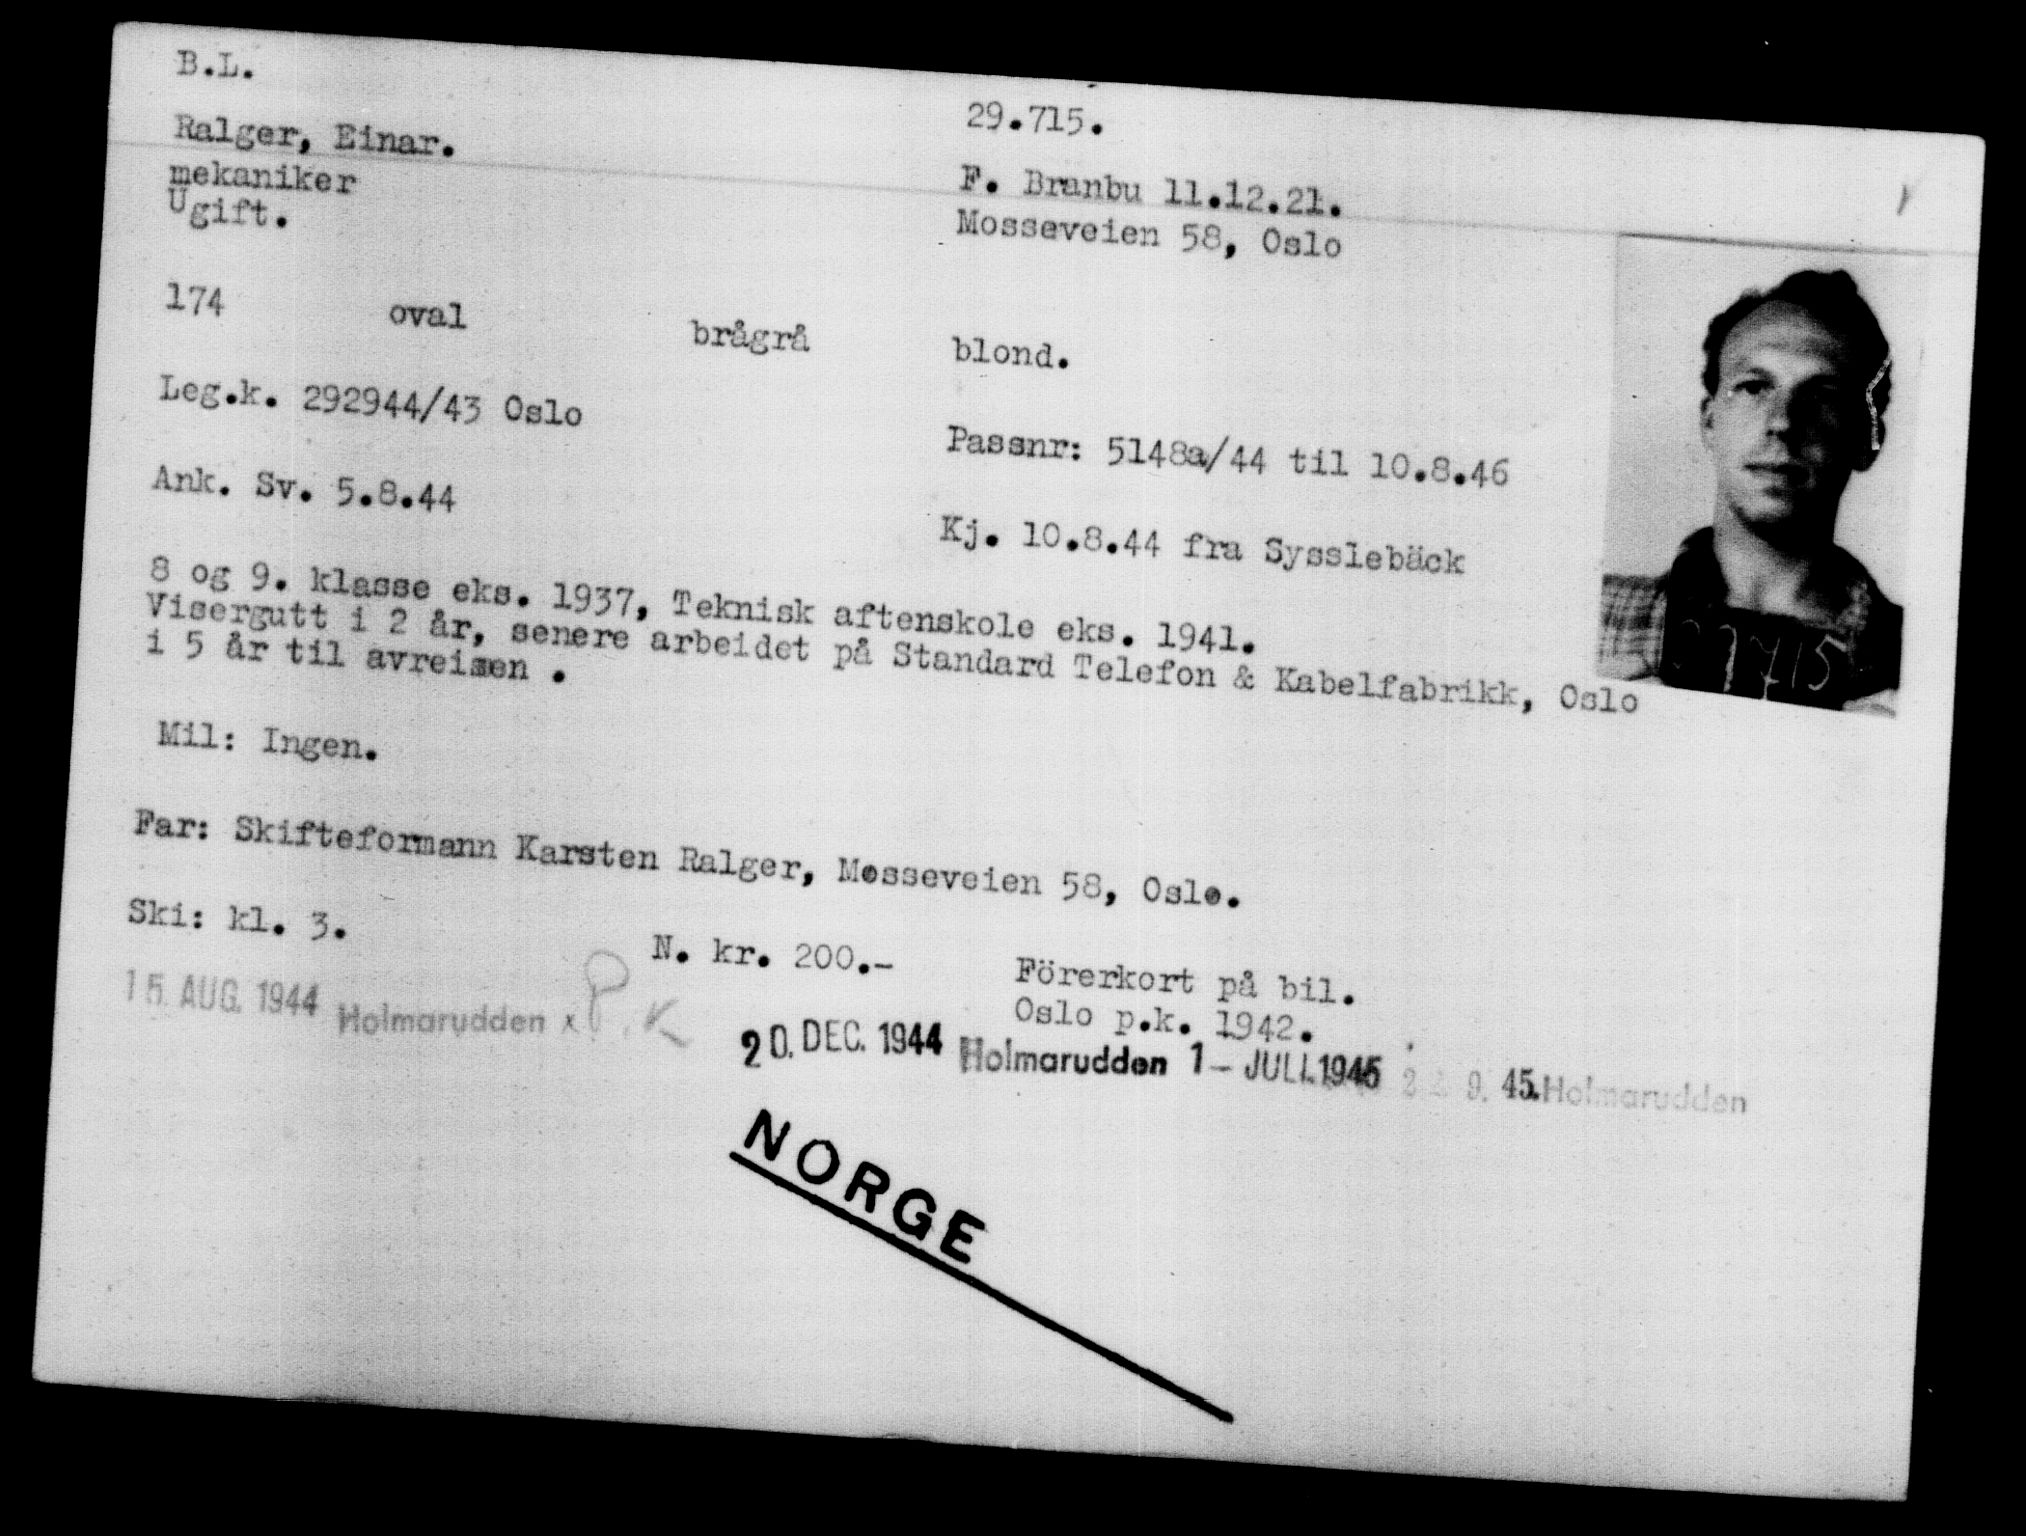 B.L.
29.715.
Ralger, Einar.
F. Branbu 11.12.21.
mekaniker
Mosseveien 58, Oslo
Ugift.
174 oval brågrå blond.
Leg.k. 292944/43 Oslo
Passnr: 5148a/44 til 10.8.46
Ank. Sv. 5.8.44
Kj. 10.8.44 fra Sysslebäck
8 og 9. klasse eks. 1937, Teknisk aftenskole eks. 1941.
Visergutt i 2 år, senere arbeidet på Standard Telefon & Kabelfabrikk, Oslo
i 5 år til avreisen .
Mil: Ingen.
Far: Skifteformann Karsten Ralger, Mosseveien 58, Oslo.
Ski: kl. 3.
N. kr. 200.-
Förerkort på bil.
Oslo p.k. 1942.
15. AUG. 1944 Holmarudden x P.K
20. DEC. 1944 Holmarudden 1 - JULI 1945 9. 45. Holmarudden
NORGE
29715